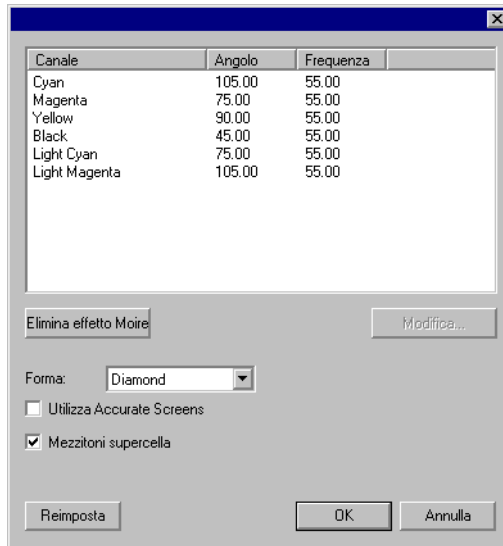 Canale Angolo Frequenza
Cyan 105.00 55.00
Magenta 75.00 55.00
Yellow 90.00 55.00
Black 45.00 55.00
Light Cyan 75.00 55.00
Light Magenta 105.00 55.00
Elimina effetto Moire Modifica...
Forma: Diamond
Utilizza Accurate Screens
Mezzitoni supercella
Reimposta OK Annulla